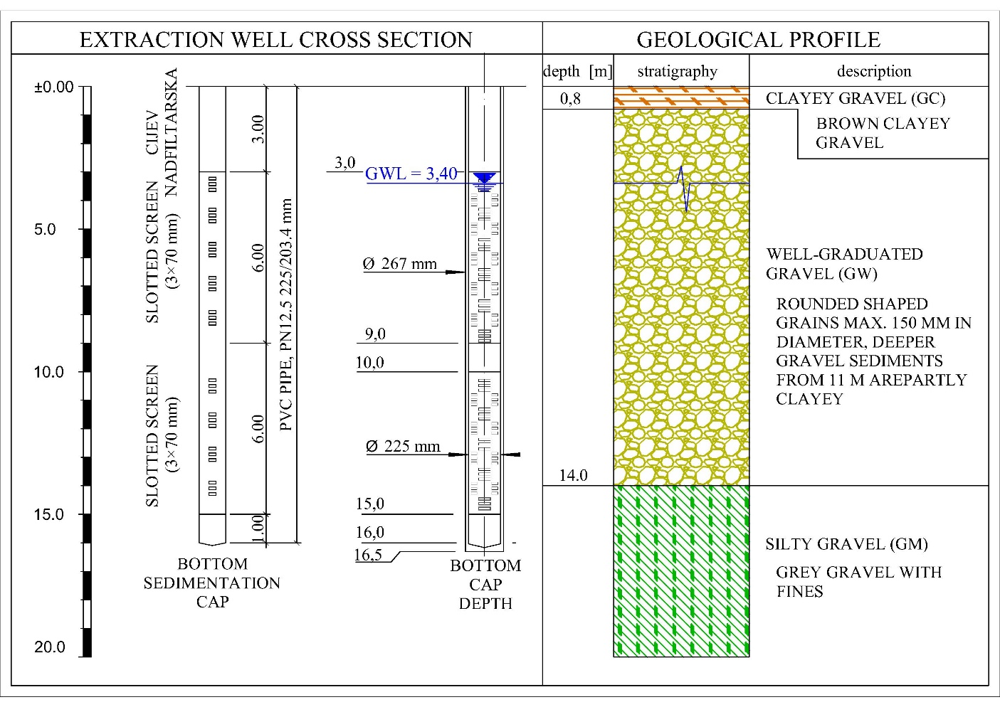 EXTRACTION WELL CROSS SECTION
GEOLOGICAL PROFILE
depth [m]
stratigraphy
description
±0.00
5.0
10.0
15.0
20.0
CIJEV
NADFILTARSKA
SLOTTED SCREEN
(3×70 mm)
SLOTTED SCREEN
(3×70 mm)
3.00
6.00
6.00
1.00
PVC PIPE, PN12.5 225/203.4 mm
BOTTOM
SEDIMENTATION
CAP
3,0
GWL = 3,40
Ø 267 mm
9,0
10,0
Ø 225 mm
15,0
16,0
16,5
BOTTOM
CAP
DEPTH
0,8
14.0
CLAYEY GRAVEL (GC)
BROWN CLAYEY
GRAVEL
WELL-GRADUATED
GRAVEL (GW)
ROUNDED SHAPED
GRAINS MAX. 150 MM IN
DIAMETER, DEEPER
GRAVEL SEDIMENTS
FROM 11 M AREPARTLY
CLAYEY
SILTY GRAVEL (GM)
GREY GRAVEL WITH
FINES